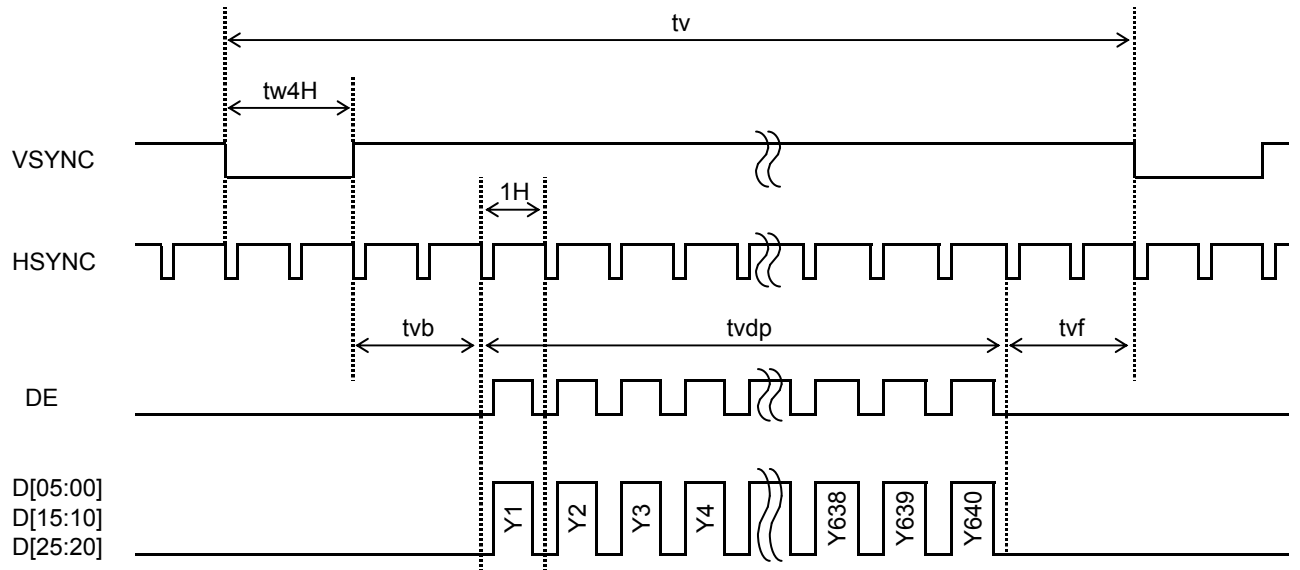 tv
tw4H
VSYNC
1H
HSYNC
tvb
tvdp
tvf
DE
D[05:00]
D[15:10]
D[25:20]
Y1
Y2
Y3
Y4
Y638
Y639
Y640